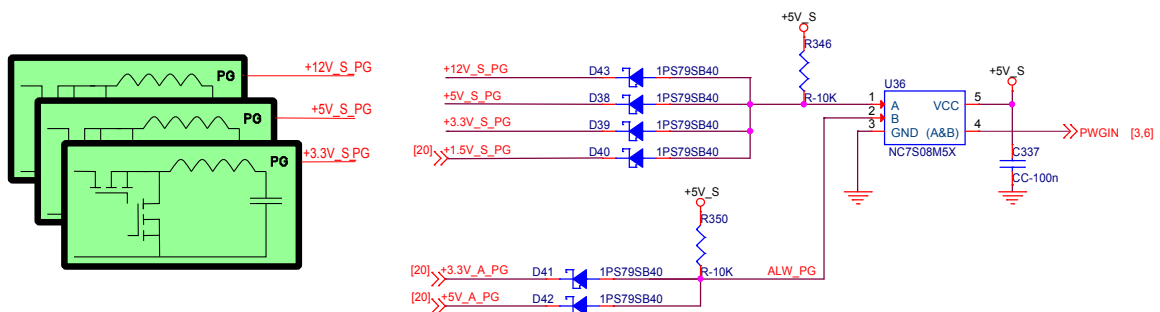 PG
+12V_S_PG
PG
+5V_S_PG
PG
+3.3V_S_PG
+5V_S
R346
R-10K
+12V_S_PG D43 1PS79SB40
+5V_S_PG D38 1PS79SB40
+3.3V_S_PG D39 1PS79SB40
[20] +1.5V_S_PG D40 1PS79SB40
U36
1 A VCC 5
2 B
3 GND (A&B) 4
NC7S08M5X
+5V_S
PWGIN [3,6]
C337
CC-100n
+5V_S
R350
R-10K
[20] +3.3V_A_PG D41 1PS79SB40 ALW_PG
[20] +5V_A_PG D42 1PS79SB40